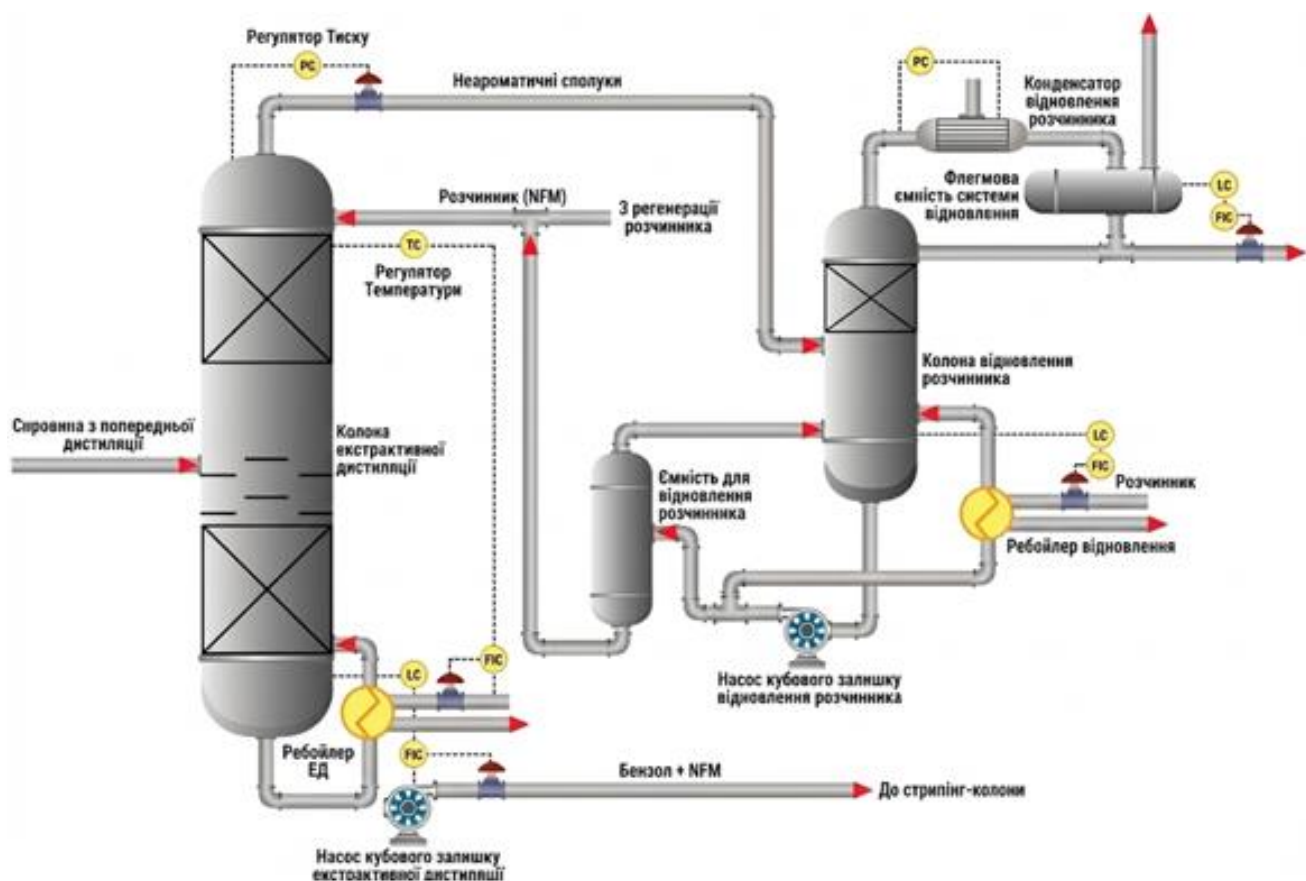 Регулятор Тиску
PC
Неароматичні сполуки
PC
Конденсатор
відновлення
розчинника
Флегмова
ємність системи
відновлення
LC
FIC
Розчинник (NFM)
З регенерації
розчинника
TC
Регулятор
Температури
Колона відновлення
розчинника
Сировина з попередньої
дистиляції
Колона
екстрактивної
дистиляції
Ємність для
відновлення
розчинника
LC
FIC
Розчинник
Ребойлер відновлення
Насос кубового залишку
відновлення розчинника
LC
FIC
Ребойлер
ЕД
FIC
Бензол + NFM
До стрипінг-колони
Насос кубового залишку
екстрактивної дистиляції